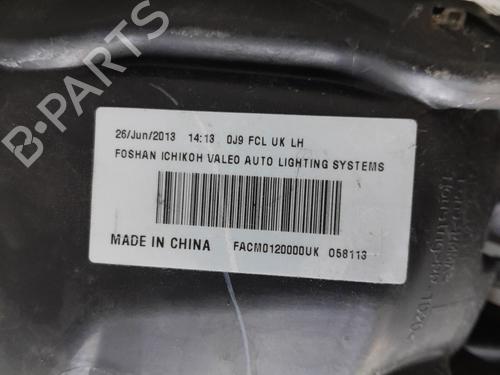 26/Jun/2013 14:13 0J9 FCL UK LH
FOSHAN ICHIKOH VALEO AUTO LIGHTING SYSTEMS
MADE IN CHINA FACM0120000UK 058113
B PARTS